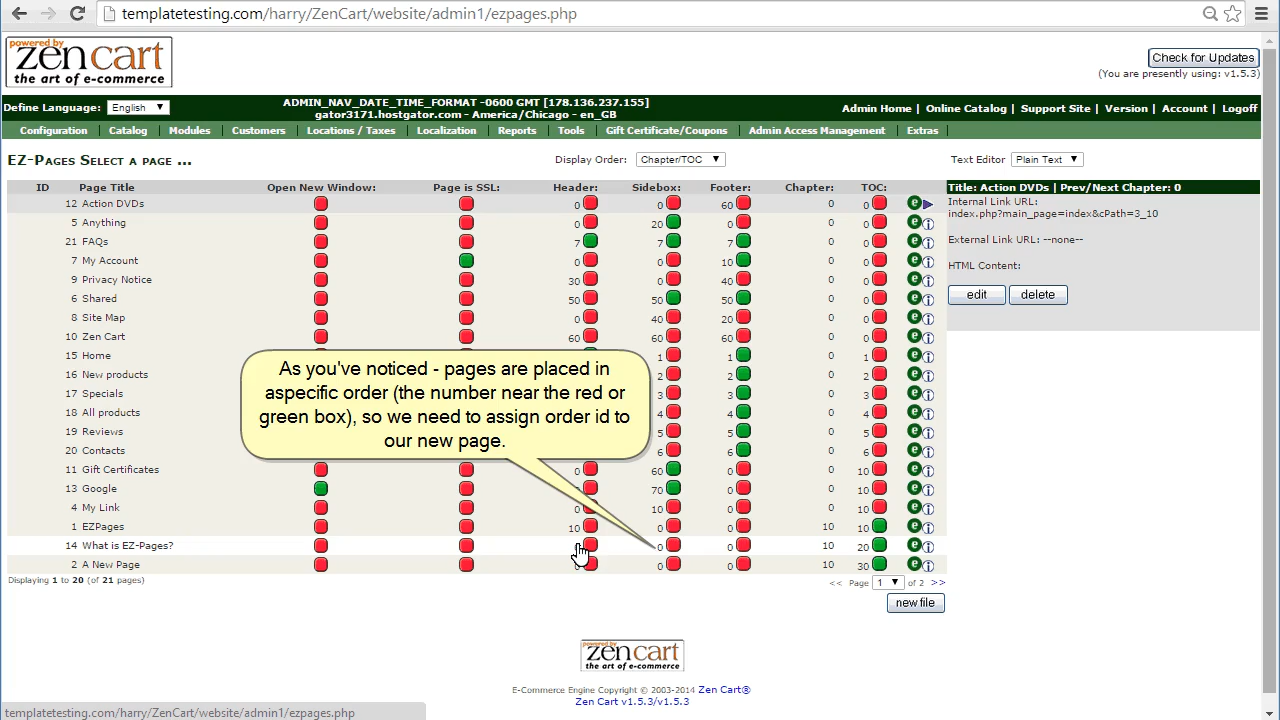 templatetesting.com/harry/ZenCart/website/admin1/ezpages.php
powered by
zen cart
the art of e-commerce
Check for Updates
(You are presently using: v1.5.3)
Define Language: English
ADMIN_NAV_DATE_TIME_FORMAT -0600 GMT [178.136.237.155]
gator3171.hostgator.com - America/Chicago - en_GB
Admin Home | Online Catalog | Support Site | Version | Account | Logoff
Configuration | Catalog | Modules | Customers | Locations / Taxes | Localization | Reports | Tools | Gift Certificate/Coupons | Admin Access Management | Extras |
EZ-Pages Select a page ...
Display Order: Chapter/TOC
Text Editor Plain Text
ID Page Title Open New Window: Page is SSL: Header: Sidebox: Footer: Chapter: TOC:
12 Action DVDs 0 0 60 0 0 e
5 Anything 0 20 0 0 0 e i
21 FAQs 7 7 7 0 0 e i
7 My Account 0 0 10 0 0 e i
9 Privacy Notice 30 0 40 0 0 e i
6 Shared 50 50 50 0 0 e i
8 Site Map 0 40 20 0 0 e i
10 Zen Cart 60 60 60 0 0 e i
15 Home 1 1 0 1 e i
16 New products 2 2 0 2 e i
17 Specials 3 3 0 3 e i
18 All products 4 4 0 4 e i
19 Reviews 5 5 0 5 e i
20 Contacts 6 6 0 6 e i
11 Gift Certificates 0 60 0 0 10 e i
13 Google 0 70 0 0 10 e i
4 My Link 0 10 0 0 10 e i
1 EZPages 10 0 0 10 10 e i
14 What is EZ-Pages? 0 0 10 20 e i
2 A New Page 0 0 0 10 30 e i
As you've noticed - pages are placed in
aspecific order (the number near the red or
green box), so we need to assign order id to
our new page.
Displaying 1 to 20 (of 21 pages)
<< Page 1 of 2 >>
new file
Title: Action DVDs | Prev/Next Chapter: 0
Internal Link URL:
index.php?main_page=index&cPath=3_10
External Link URL: --none--
HTML Content:
edit delete
powered by
zen cart
the art of e-commerce
E-Commerce Engine Copyright © 2003-2014 Zen Cart®
Zen Cart v1.5.3/v1.5.3
templatetesting.com/harry/ZenCart/website/admin1/ezpages.php